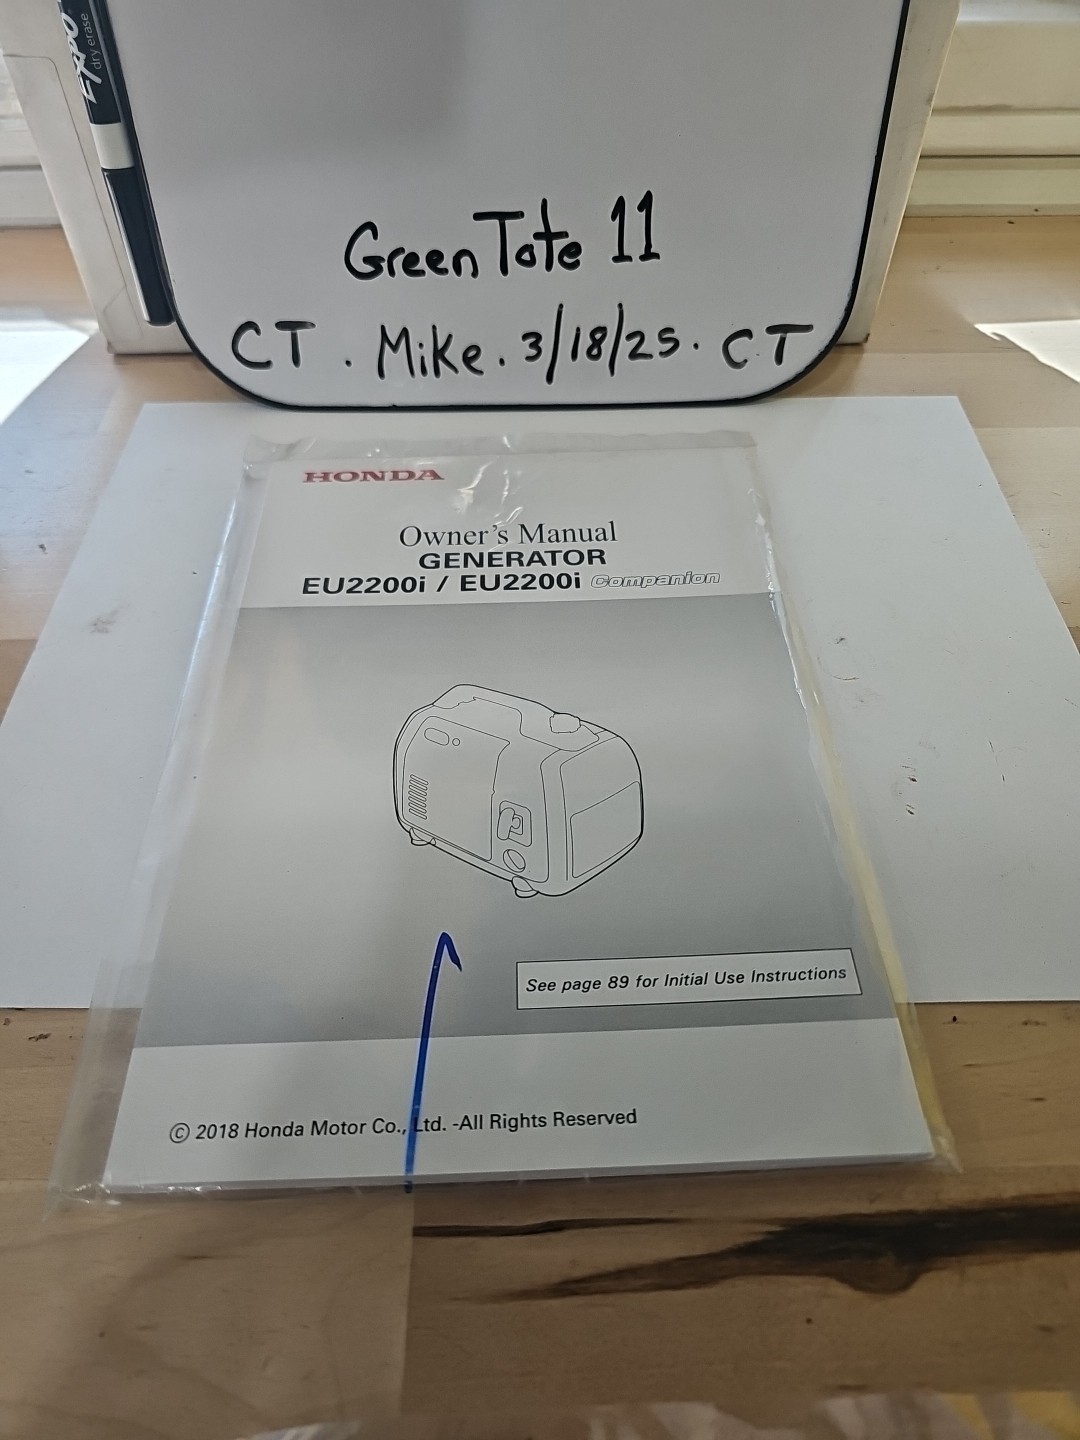 EXPO
dry erase
Green Tote 11
CT . Mike . 3/18/25 . CT
HONDA
Owner's Manual
GENERATOR
EU2200i / EU2200i Companion
See page 89 for Initial Use Instructions
© 2018 Honda Motor Co., Ltd. -All Rights Reserved